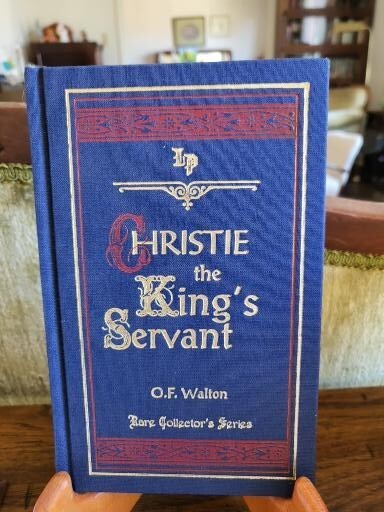 LP
CHRISTIE
the
King's
Servant
O.F. Walton
Rare Collector's Series